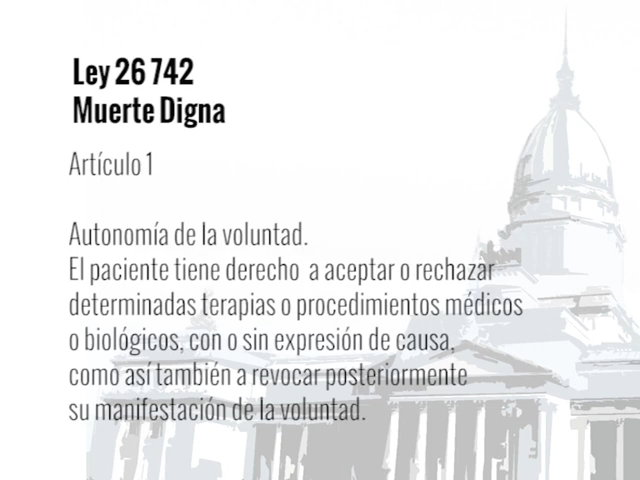 Ley 26 742
Muerte Digna
Artículo 1
Autonomía de la voluntad.
El paciente tiene derecho a aceptar o rechazar
determinadas terapias o procedimientos médicos
o biológicos, con o sin expresión de causa,
como así también a revocar posteriormente
su manifestación de la voluntad.